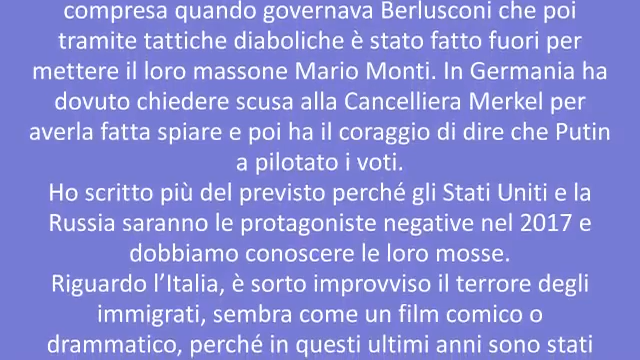 compresa quando governava Berlusconi che poi
tramite tattiche diaboliche è stato fatto fuori per
mettere il loro massone Mario Monti. In Germania ha
dovuto chiedere scusa alla Cancelliera Merkel per
averla fatta spiare e poi ha il coraggio di dire che Putin
a pilotato i voti.
Ho scritto più del previsto perché gli Stati Uniti e la
Russia saranno le protagoniste negative nel 2017 e
dobbiamo conoscere le loro mosse.
Riguardo l’Italia, è sorto improvviso il terrore degli
immigrati, sembra come un film comico o
drammatico, perché in questi ultimi anni sono stati